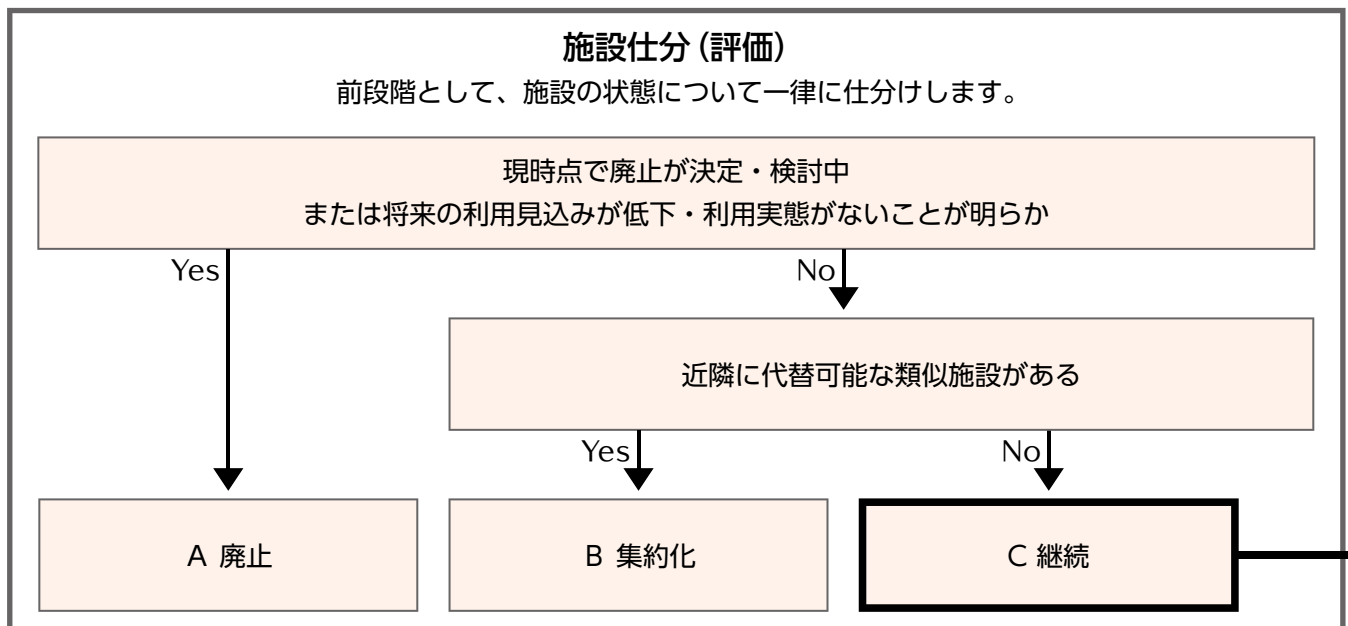 施設仕分（評価）
前段階として、施設の状態について一律に仕分けします。
現時点で廃止が決定・検討中
または将来の利用見込みが低下・利用実態がないことが明らか
Yes
No
近隣に代替可能な類似施設がある
Yes
No
A 廃止
B 集約化
C 継続